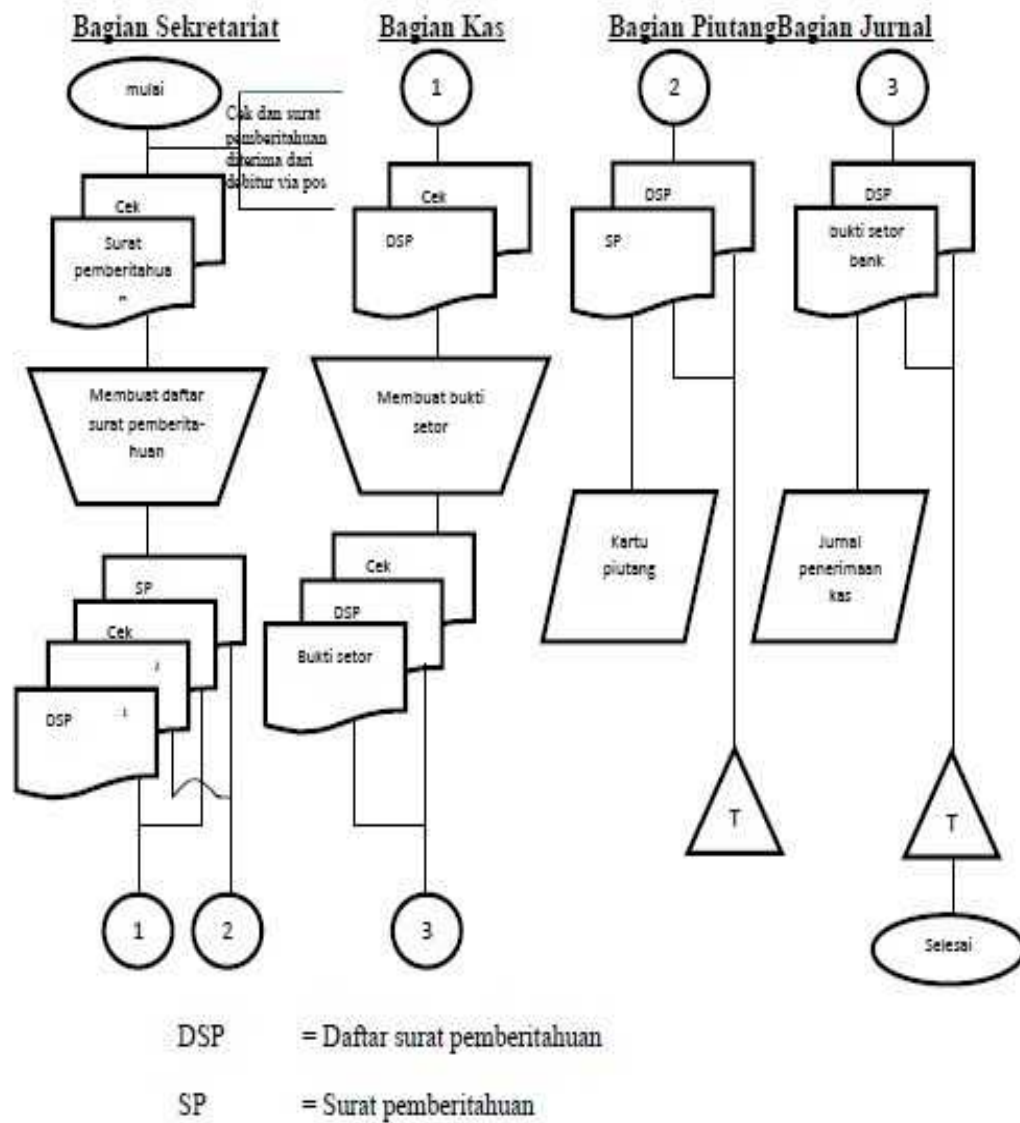 Bagian Sekretariat
Bagian Kas
Bagian PiutangBagian Jurnal
mulai
Cek dan surat
pemberitahuan
diterima dari
debitur via pos
Cek
Surat
pemberitahua
n
Membuat daftar
surat pemberita-
huan
SP
Cek
2
DSP 1
1
2
1
Cek
DSP
Membuat bukti
setor
Cek
DSP
Bukti setor
3
2
DSP
SP
Kartu
piutang
T
3
DSP
bukti setor
bank
Jurnal
penerimaan
kas
T
Selesai
DSP = Daftar surat pemberitahuan
SP = Surat pemberitahuan